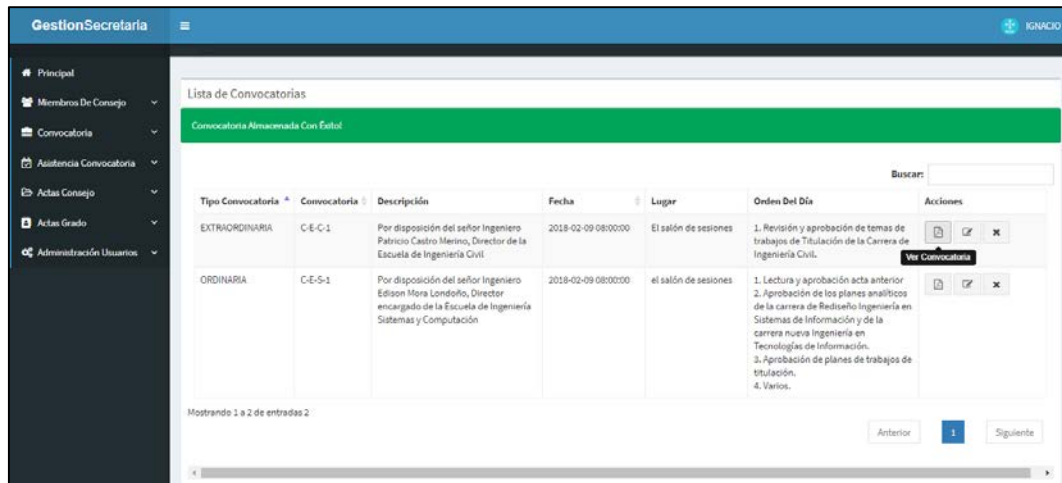 GestionSecretaria
IGNACIO
Principal
Miembros De Consejo
Convocatoria
Asistencia Convocatoria
Actas Consejo
Actas Grado
Administración Usuarios
Lista de Convocatorias
Convocatoria Almacenada Con Éxito!
Buscar:
Tipo Convocatoria Convocatoria Descripción Fecha Lugar Orden Del Día Acciones
EXTRAORDINARIA C-E-C-1
Por disposición del señor Ingeniero
Patricio Castro Merino, Director de la
Escuela de Ingeniería Civil
2018-02-09 08:00:00
El salón de sesiones
1. Revisión y aprobación de temas de
trabajos de Titulación de la Carrera de
Ingeniería Civil.
Ver Convocatoria
ORDINARIA C-E-S-1
Por disposición del señor Ingeniero
Edison Mora Londoño, Director
encargado de la Escuela de Ingeniería
Sistemas y Computación
2018-02-09 08:00:00
el salón de sesiones
1. Lectura y aprobación acta anterior
2. Aprobación de los planes analíticos
de la carrera de Rediseño Ingeniería en
Sistemas de Información y de la
carrera nueva Ingeniería en
Tecnologías de Información.
3. Aprobación de planes de trabajos de
titulación.
4. Varios.
Mostrando 1 a 2 de entradas 2
Anterior 1 Siguiente